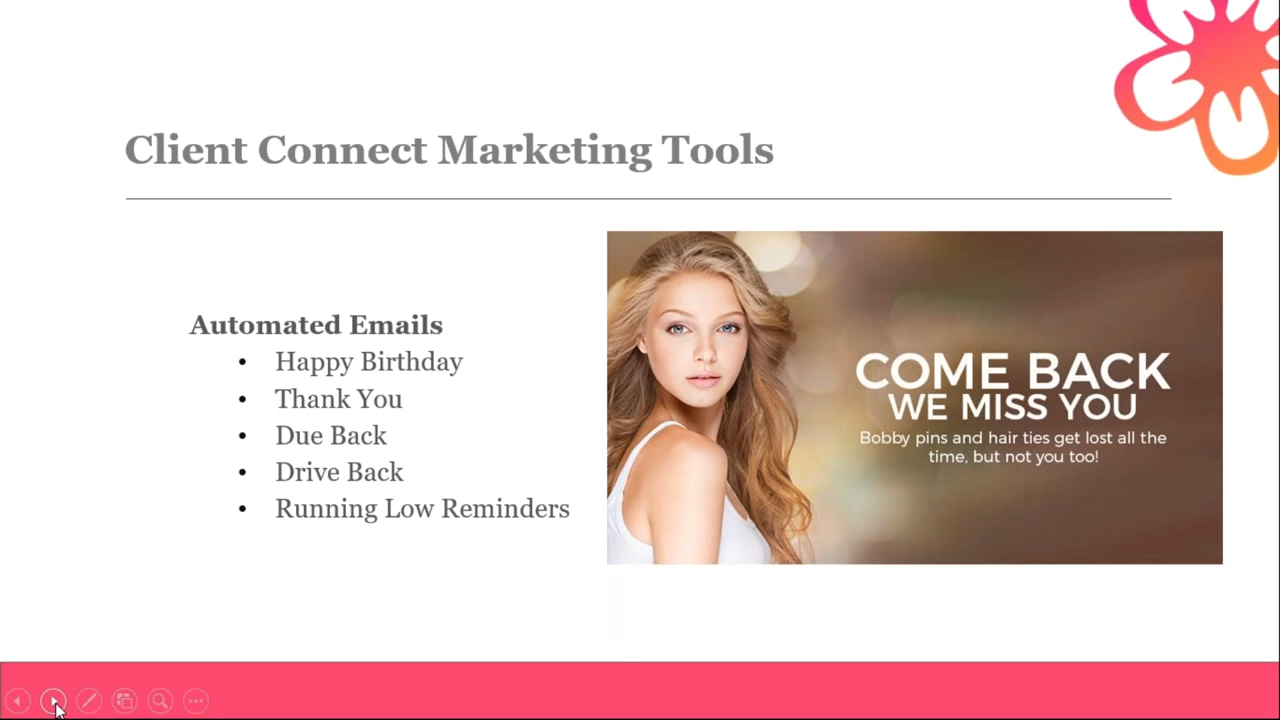 Client Connect Marketing Tools
Automated Emails
• Happy Birthday
• Thank You
• Due Back
• Drive Back
• Running Low Reminders
COME BACK
WE MISS YOU
Bobby pins and hair ties get lost all the
time, but not you too!